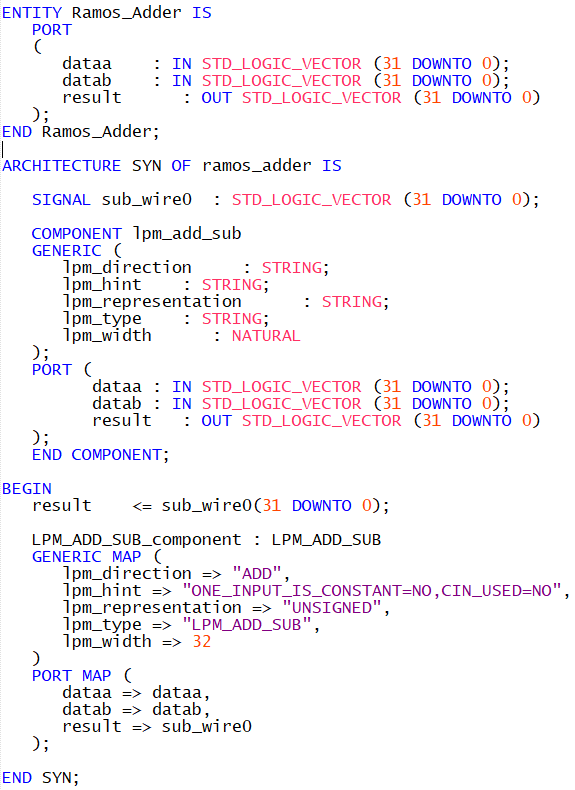 ENTITY Ramos_Adder IS
PORT
(
dataa : IN STD_LOGIC_VECTOR (31 DOWNTO 0);
datab : IN STD_LOGIC_VECTOR (31 DOWNTO 0);
result : OUT STD_LOGIC_VECTOR (31 DOWNTO 0)
);
END Ramos_Adder;
ARCHITECTURE SYN OF ramos_adder IS
SIGNAL sub_wire0 : STD_LOGIC_VECTOR (31 DOWNTO 0);
COMPONENT lpm_add_sub
GENERIC (
lpm_direction : STRING;
lpm_hint : STRING;
lpm_representation : STRING;
lpm_type : STRING;
lpm_width : NATURAL
);
PORT (
dataa : IN STD_LOGIC_VECTOR (31 DOWNTO 0);
datab : IN STD_LOGIC_VECTOR (31 DOWNTO 0);
result : OUT STD_LOGIC_VECTOR (31 DOWNTO 0)
);
END COMPONENT;
BEGIN
result <= sub_wire0(31 DOWNTO 0);
LPM_ADD_SUB_component : LPM_ADD_SUB
GENERIC MAP (
lpm_direction => "ADD",
lpm_hint => "ONE_INPUT_IS_CONSTANT=NO,CIN_USED=NO",
lpm_representation => "UNSIGNED",
lpm_type => "LPM_ADD_SUB",
lpm_width => 32
)
PORT MAP (
dataa => dataa,
datab => datab,
result => sub_wire0
);
END SYN;